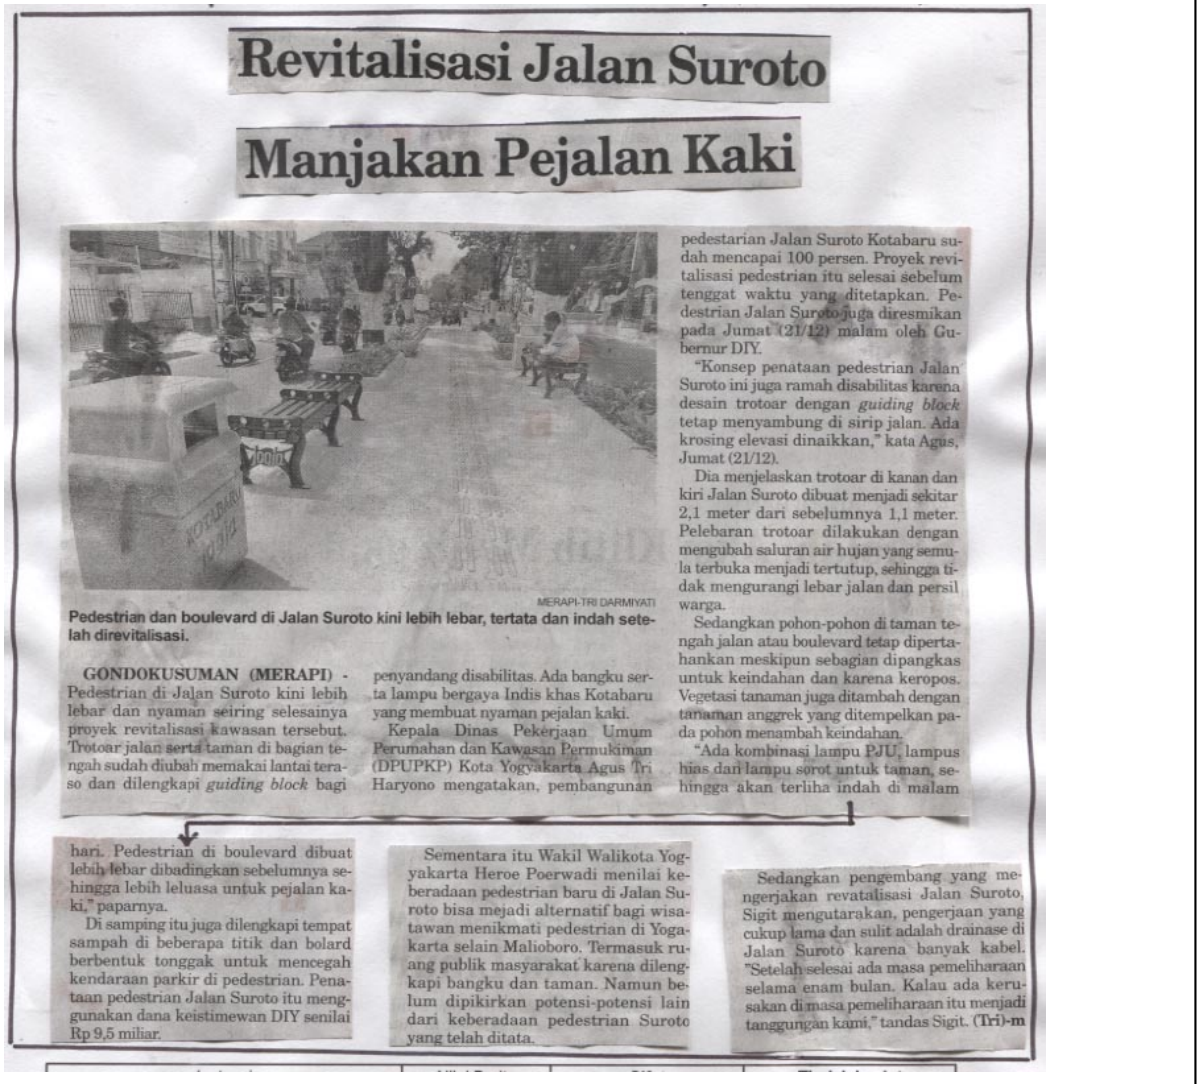 Revitalisasi Jalan Suroto
Manjakan Pejalan Kaki
KOTABARU
MERAPI-TRI DARMIYATI
Pedestrian dan boulevard di Jalan Suroto kini lebih lebar, tertata dan indah sete-
lah direvitalisasi.
GONDOKUSUMAN (MERAPI) -
Pedestrian di Jalan Suroto kini lebih
lebar dan nyaman seiring selesainya
proyek revitalisasi kawasan tersebut.
Trotoar jalan serta taman di bagian te-
ngah sudah diubah memakai lantai tera-
so dan dilengkapi guiding block bagi
penyandang disabilitas. Ada bangku ser-
ta lampu bergaya Indis khas Kotabaru
yang membuat nyaman pejalan kaki.
Kepala Dinas Pekerjaan Umum
Perumahan dan Kawasan Permukiman
(DPUPKP) Kota Yogyakarta Agus Tri
Haryono mengatakan, pembangunan
pedestarian Jalan Suroto Kotabaru su-
dah mencapai 100 persen. Proyek revi-
talisasi pedestrian itu selesai sebelum
tenggat waktu yang ditetapkan. Pe-
destrian Jalan Suroto juga diresmikan
pada Jumat (21/12) malam oleh Gu-
bernur DIY.
"Konsep penataan pedestrian Jalan
Suroto ini juga ramah disabilitas karena
desain trotoar dengan guiding block
tetap menyambung di sirip jalan. Ada
krosing elevasi dinaikkan," kata Agus,
Jumat (21/12).
Dia menjelaskan trotoar di kanan dan
kiri Jalan Suroto dibuat menjadi sekitar
2,1 meter dari sebelumnya 1,1 meter.
Pelebaran trotoar dilakukan dengan
mengubah saluran air hujan yang semu-
la terbuka menjadi tertutup, sehingga ti-
dak mengurangi lebar jalan dan persil
warga.
Sedangkan pohon-pohon di taman te-
ngah jalan atau boulevard tetap diperta-
hankan meskipun sebagian dipangkas
untuk keindahan dan karena keropos.
Vegetasi tanaman juga ditambah dengan
tanaman anggrek yang ditempelkan pa-
da pohon menambah keindahan.
"Ada kombinasi lampu PJU, lampus
hias dan lampu sorot untuk taman, se-
hingga akan terliha indah di malam
hari. Pedestrian di boulevard dibuat
lebih lebar dibadingkan sebelumnya se-
hingga lebih leluasa untuk pejalan ka-
ki," paparnya.
Di samping itu juga dilengkapi tempat
sampah di beberapa titik dan bolard
berbentuk tonggak untuk mencegah
kendaraan parkir di pedestrian. Pena-
taan pedestrian Jalan Suroto itu meng-
gunakan dana keistimewan DIY senilai
Rp 9,5 miliar.
Sementara itu Wakil Walikota Yog-
yakarta Heroe Poerwadi menilai ke-
beradaan pedestrian baru di Jalan Su-
roto bisa mejadi alternatif bagi wisa-
tawan menikmati pedestrian di Yoga-
karta selain Malioboro. Termasuk ru-
ang publik masyarakat karena dileng-
kapi bangku dan taman. Namun be-
lum dipikirkan potensi-potensi lain
dari keberadaan pedestrian Suroto
yang telah ditata.
Sedangkan pengembang yang me-
ngerjakan revatalisasi Jalan Suroto,
Sigit mengutarakan, pengerjaan yang
cukup lama dan sulit adalah drainase di
Jalan Suroto karena banyak kabel.
"Setelah selesai ada masa pemeliharaan
selama enam bulan. Kalau ada keru-
sakan di masa pemeliharaan itu menjadi
tanggungan kami," tandas Sigit. (Tri)-m